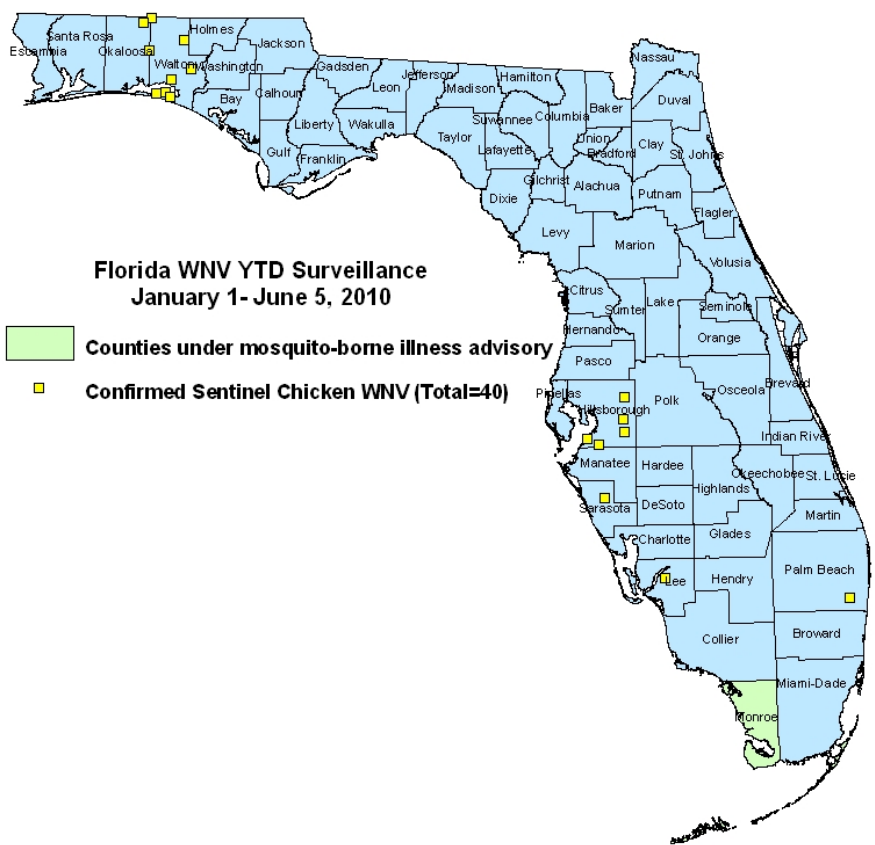 Escambia
Santa Rosa
Okaloosa
Walton
Holmes
Washington
Jackson
Bay
Calhoun
Gulf
Liberty
Franklin
Gadsden
Leon
Wakulla
Jefferson
Madison
Taylor
Hamilton
Suwannee
Lafayette
Dixie
Columbia
Gilchrist
Baker
Union
Bradford
Alachua
Levy
Nassau
Duval
Clay
St. Johns
Putnam
Flagler
Marion
Volusia
Citrus
Sumter
Lake
Seminole
Hernando
Orange
Pasco
Pinellas
Hillsborough
Polk
Osceola
Brevard
Indian River
Manatee
Hardee
Highlands
Okeechobee
St. Lucie
Sarasota
DeSoto
Martin
Charlotte
Glades
Lee
Hendry
Palm Beach
Collier
Broward
Miami-Dade
Monroe
Florida WNV YTD Surveillance
January 1- June 5, 2010
Counties under mosquito-borne illness advisory
Confirmed Sentinel Chicken WNV (Total=40)